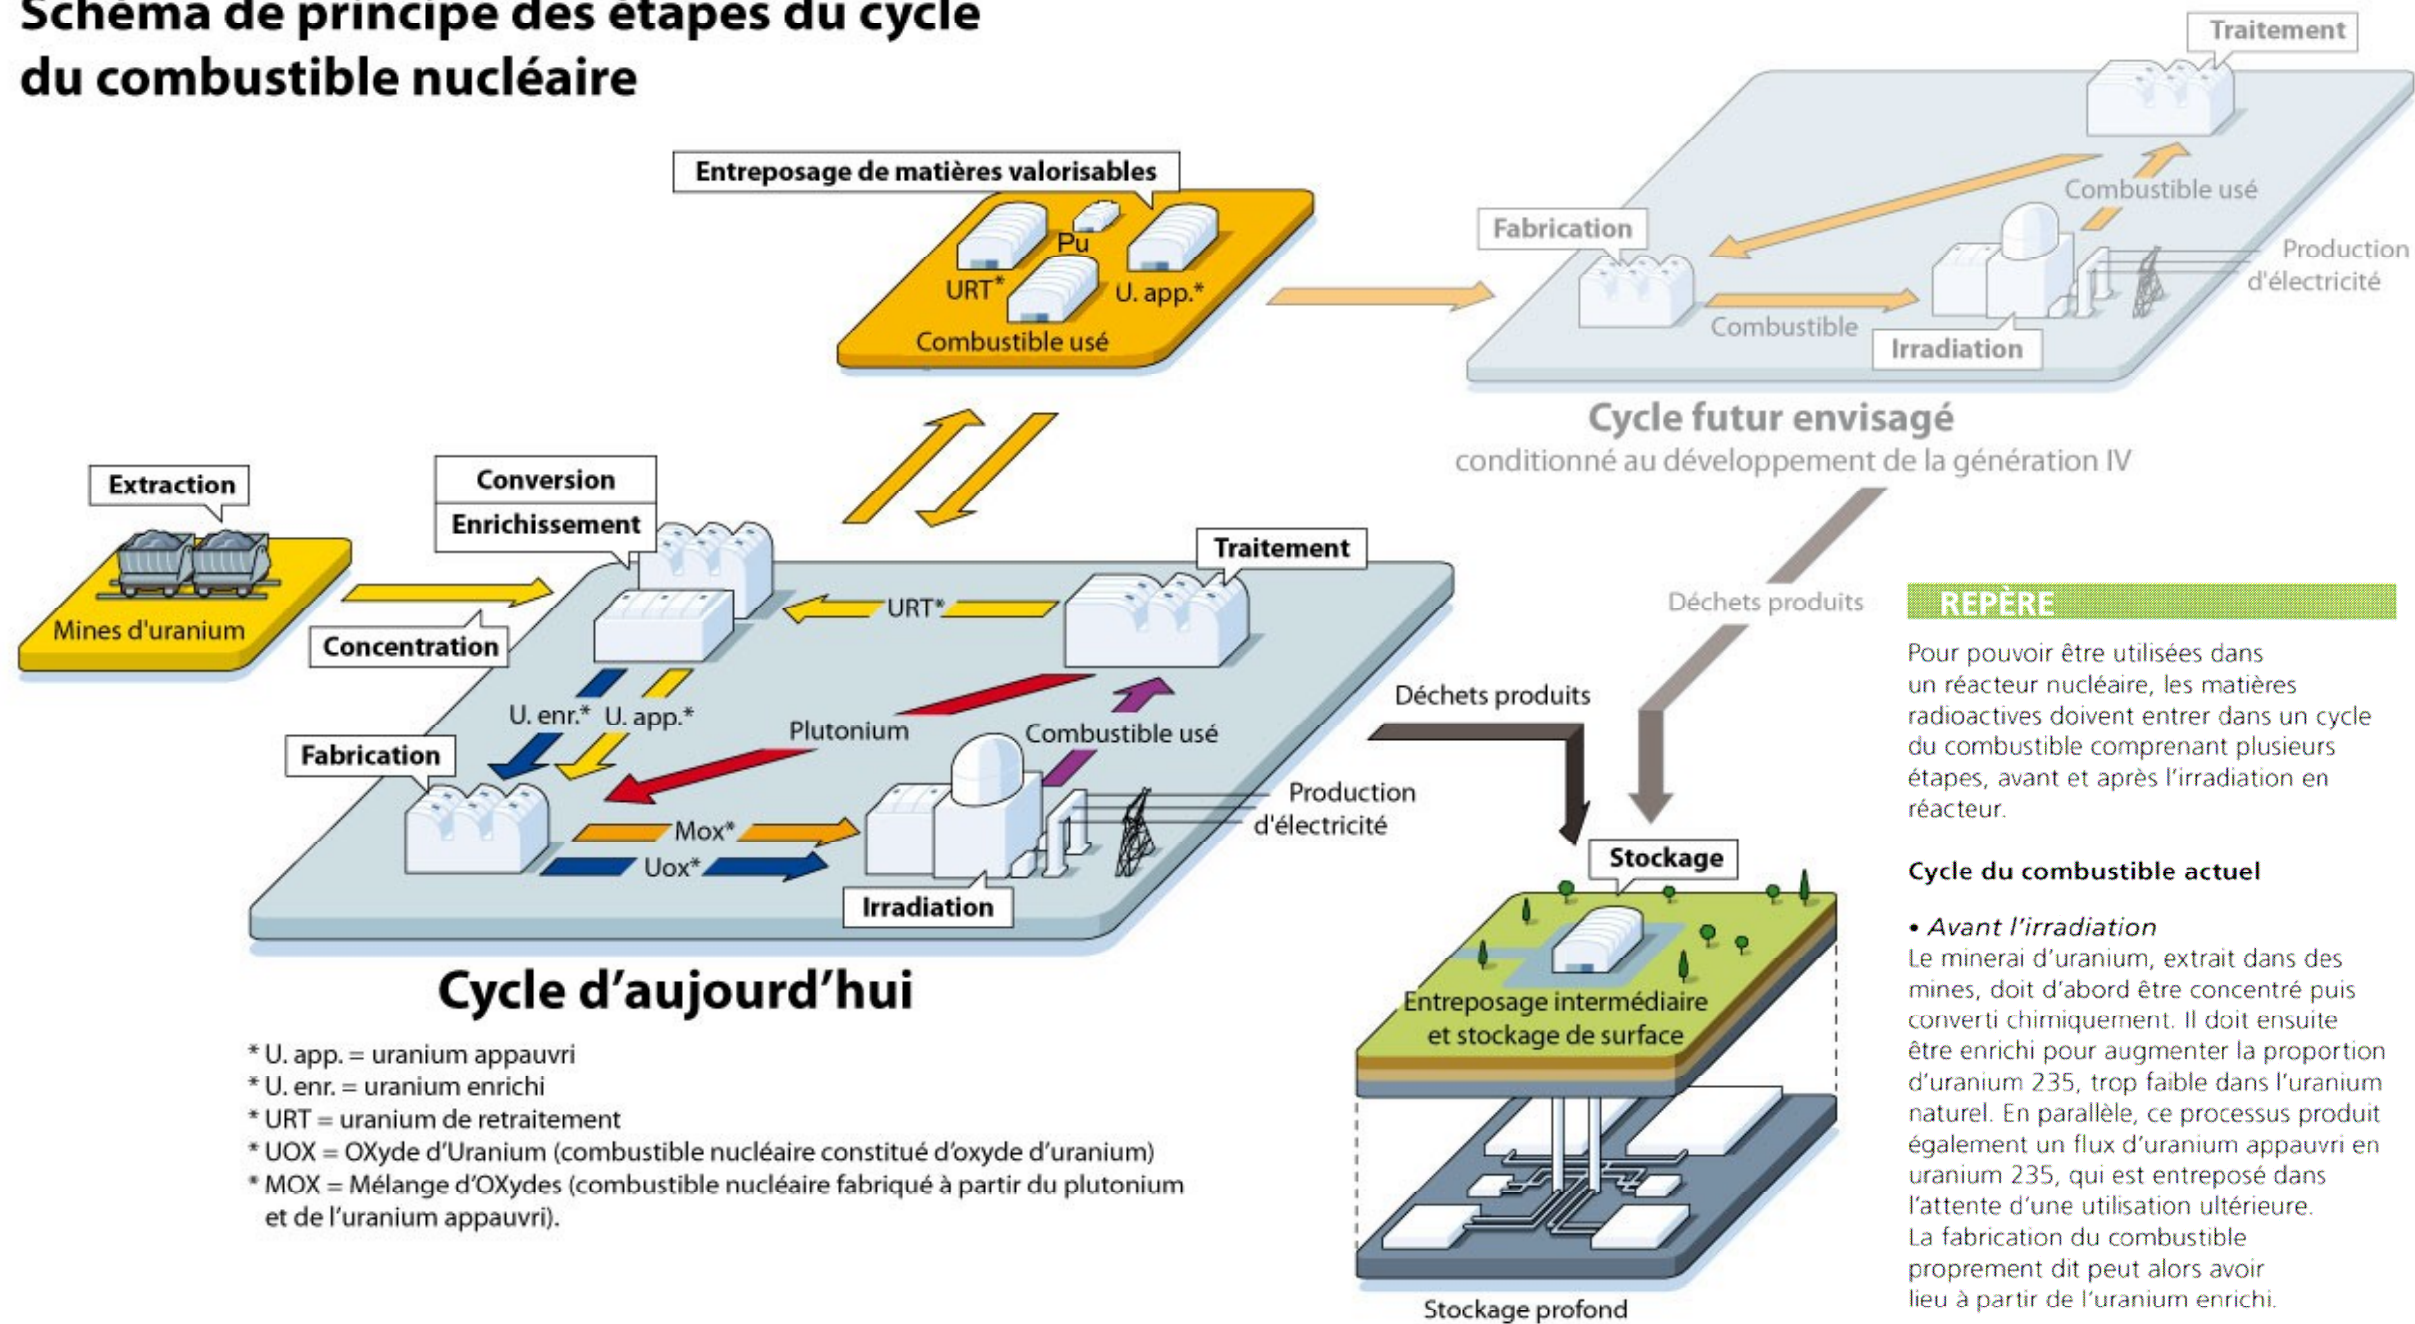 Schéma de principe des étapes du cycle
du combustible nucléaire
Entreposage de matières valorisables
Pu
URT*
U. app.*
Combustible usé
Traitement
Combustible usé
Fabrication
Production
d'électricité
Combustible
Irradiation
Cycle futur envisagé
conditionné au développement de la génération IV
Extraction
Mines d'uranium
Concentration
Conversion
Enrichissement
Traitement
URT*
U. enr.* U. app.*
Plutonium
Combustible usé
Fabrication
Mox*
Uox*
Production
d'électricité
Irradiation
Cycle d'aujourd'hui
* U. app. = uranium appauvri
* U. enr. = uranium enrichi
* URT = uranium de retraitement
* UOX = OXyde d'Uranium (combustible nucléaire constitué d'oxyde d'uranium)
* MOX = Mélange d'OXydes (combustible nucléaire fabriqué à partir du plutonium
et de l'uranium appauvri).
Déchets produits
Déchets produits
Stockage
Entreposage intermédiaire
et stockage de surface
Stockage profond
REPÈRE
Pour pouvoir être utilisées dans
un réacteur nucléaire, les matières
radioactives doivent entrer dans un cycle
du combustible comprenant plusieurs
étapes, avant et après l'irradiation en
réacteur.
Cycle du combustible actuel
• Avant l'irradiation
Le minerai d'uranium, extrait dans des
mines, doit d'abord être concentré puis
converti chimiquement. Il doit ensuite
être enrichi pour augmenter la proportion
d'uranium 235, trop faible dans l'uranium
naturel. En parallèle, ce processus produit
également un flux d'uranium appauvri en
uranium 235, qui est entreposé dans
l'attente d'une utilisation ultérieure.
La fabrication du combustible
proprement dit peut alors avoir
lieu à partir de l'uranium enrichi.